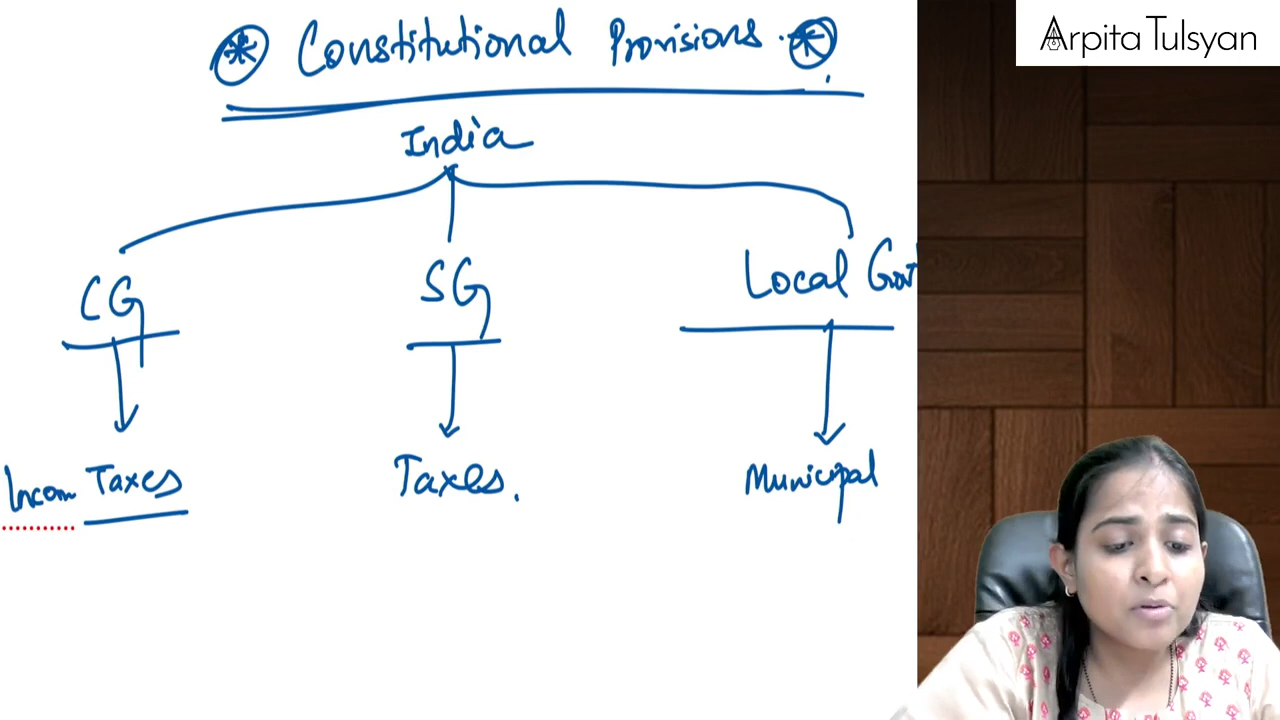 Arpita Tulsyan
Constitutional Provisions.
India
CG SG Local Govt
Incom Taxes Taxes. Municipal